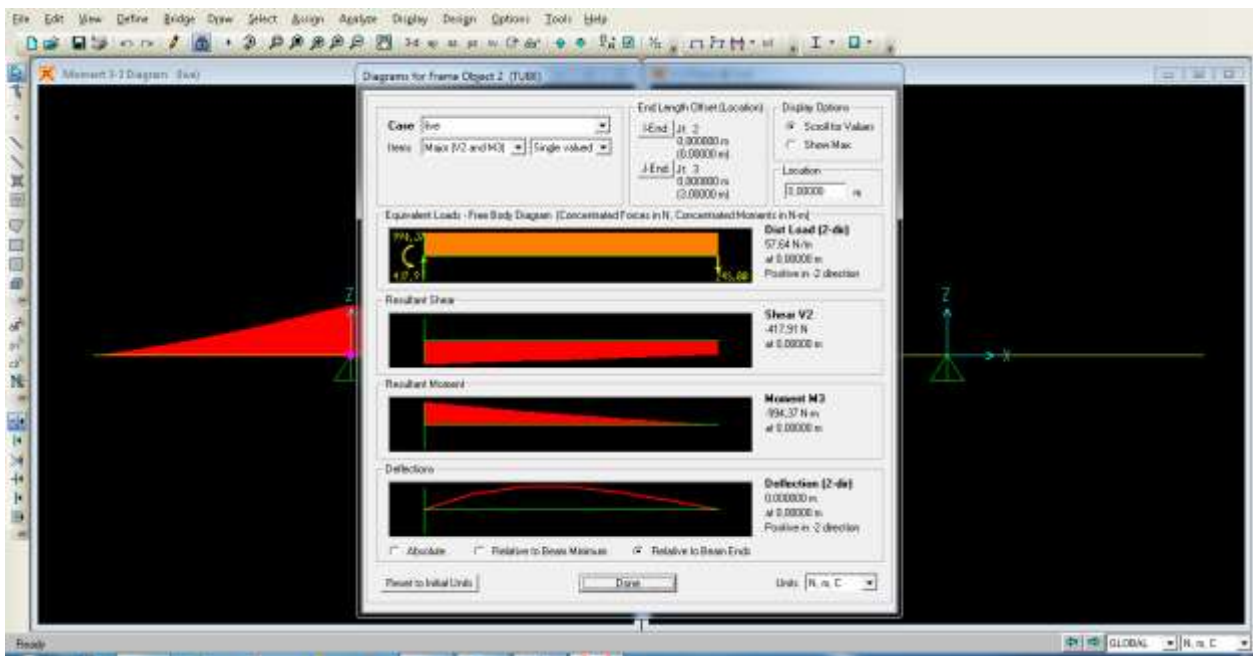 File Edit View Define Bridge Draw Select Assign Analyze Display Design Options Tools Help
Moment 3-3 Diagram (live)
Diagrams for Frame Object 2 (TUBE)
Case live
Items Major (V2 and M3) Single valued
End Length Offset (Location)
I-End Jt: 2
0,000000 m
(0,00000 m)
J-End Jt: 3
0,000000 m
(3,00000 m)
Display Options
Scroll for Values
Show Max
Location
0,00000 m
Equivalent Loads - Free Body Diagram (Concentrated Forces in N, Concentrated Moments in N-m)
994,37
417,91
245,00
Dist Load (2-dir)
57,64 N/m
at 0,00000 m
Positive in -2 direction
Resultant Shear
Shear V2
-417,91 N
at 0,00000 m
Resultant Moment
Moment M3
-994,37 N-m
at 0,00000 m
Deflections
Deflection (2-dir)
0,000000 m
at 0,00000 m
Positive in -2 direction
Absolute Relative to Beam Minimum Relative to Beam Ends
Reset to Initial Units Done Units N, m, C
Z
Z
X
Ready GLOBAL N, m, C